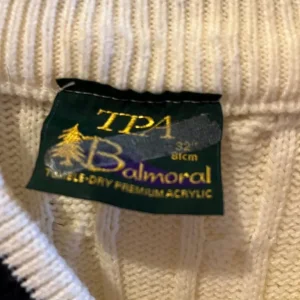 TPA
32"
81cm
Balmoral
TUMBLE-DRY PREMIUM ACRYLIC